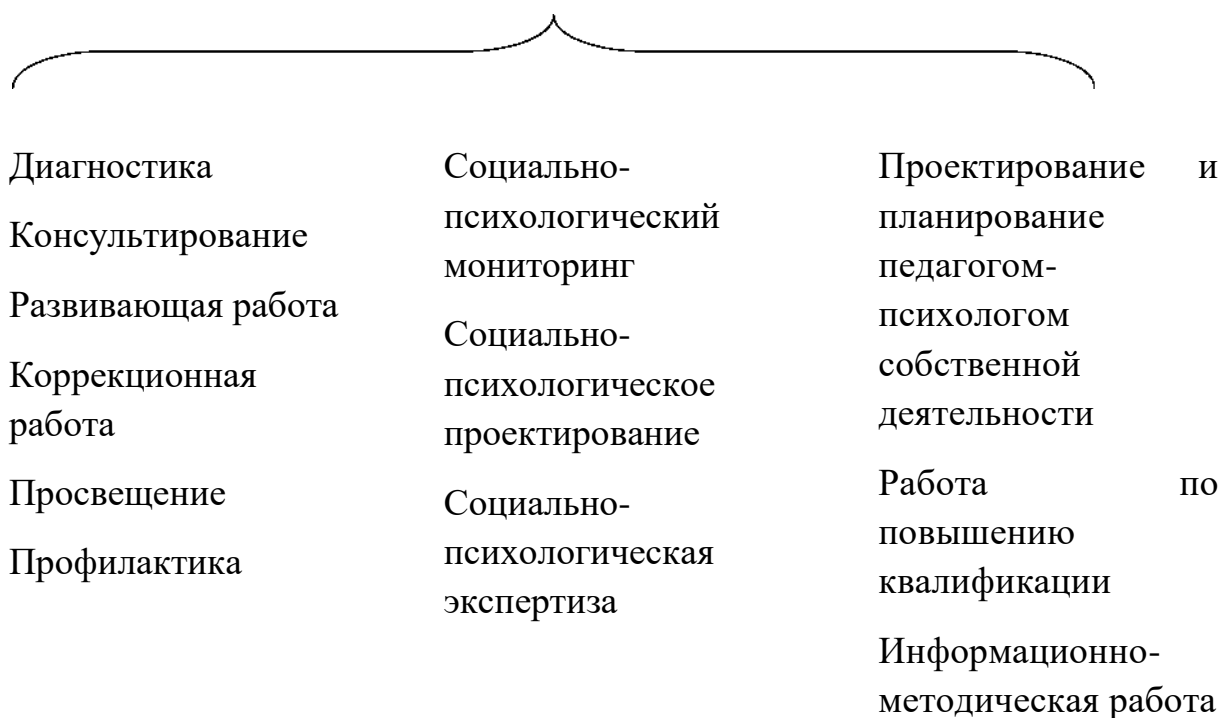 Диагностика
Консультирование
Развивающая работа
Коррекционная
работа
Просвещение
Профилактика
Социально-
психологический
мониторинг
Социально-
психологическое
проектирование
Социально-
психологическая
экспертиза
Проектирование и
планирование
педагогом-
психологом
собственной
деятельности
Работа по
повышению
квалификации
Информационно-
методическая работа